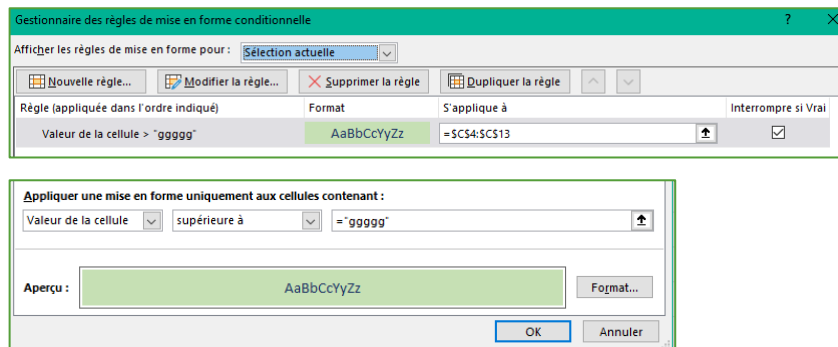 Gestionnaire des règles de mise en forme conditionnelle ? ×
Afficher les règles de mise en forme pour : Sélection actuelle
Nouvelle règle... Modifier la règle... Supprimer la règle Dupliquer la règle
Règle (appliquée dans l'ordre indiqué) Format S'applique à Interrompre si Vrai
Valeur de la cellule > "ggggg" AaBbCcYyZz =$C$4:$C$13
Appliquer une mise en forme uniquement aux cellules contenant :
Valeur de la cellule supérieure à ="ggggg"
Aperçu : AaBbCcYyZz Format...
OK Annuler